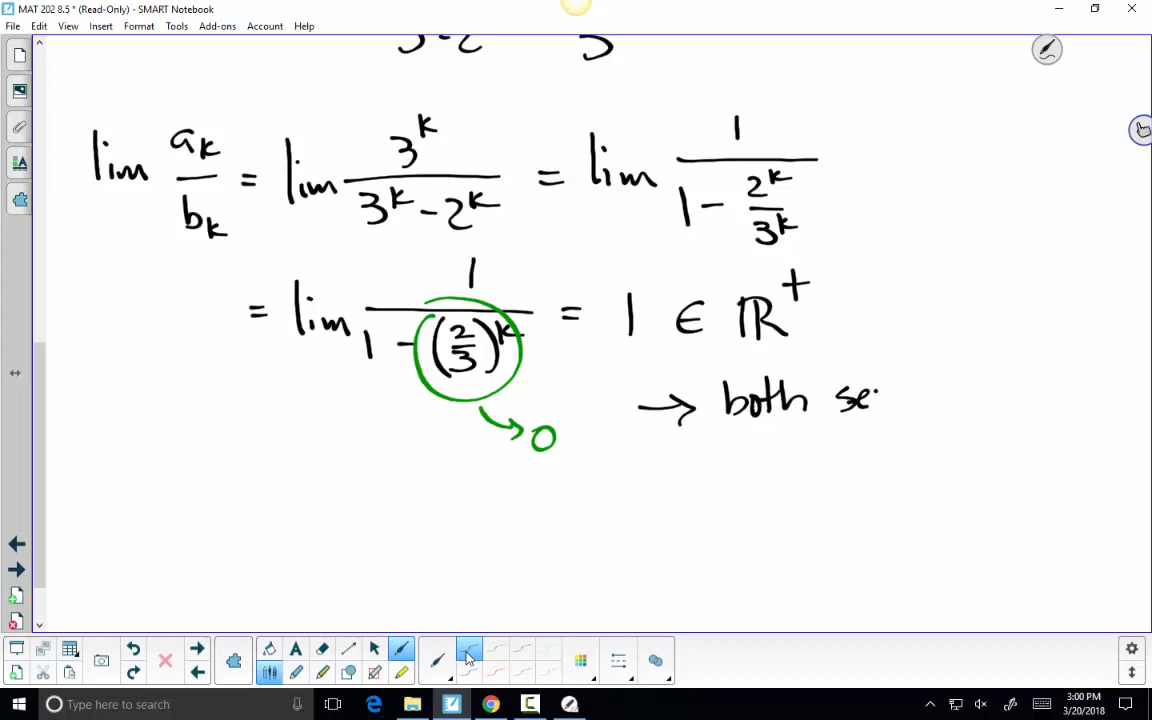 MAT 202 8.5 * (Read-Only) - SMART Notebook
File Edit View Insert Format Tools Add-ons Account Help
lim a_k/b_k = lim 3^k/(3^k - 2^k) = lim 1/(1 - 2^k/3^k)
= lim 1/(1 - (2/3)^k) = 1 ∈ ℝ^+
→ 0
→ both se
Type here to search
3:00 PM
3/20/2018